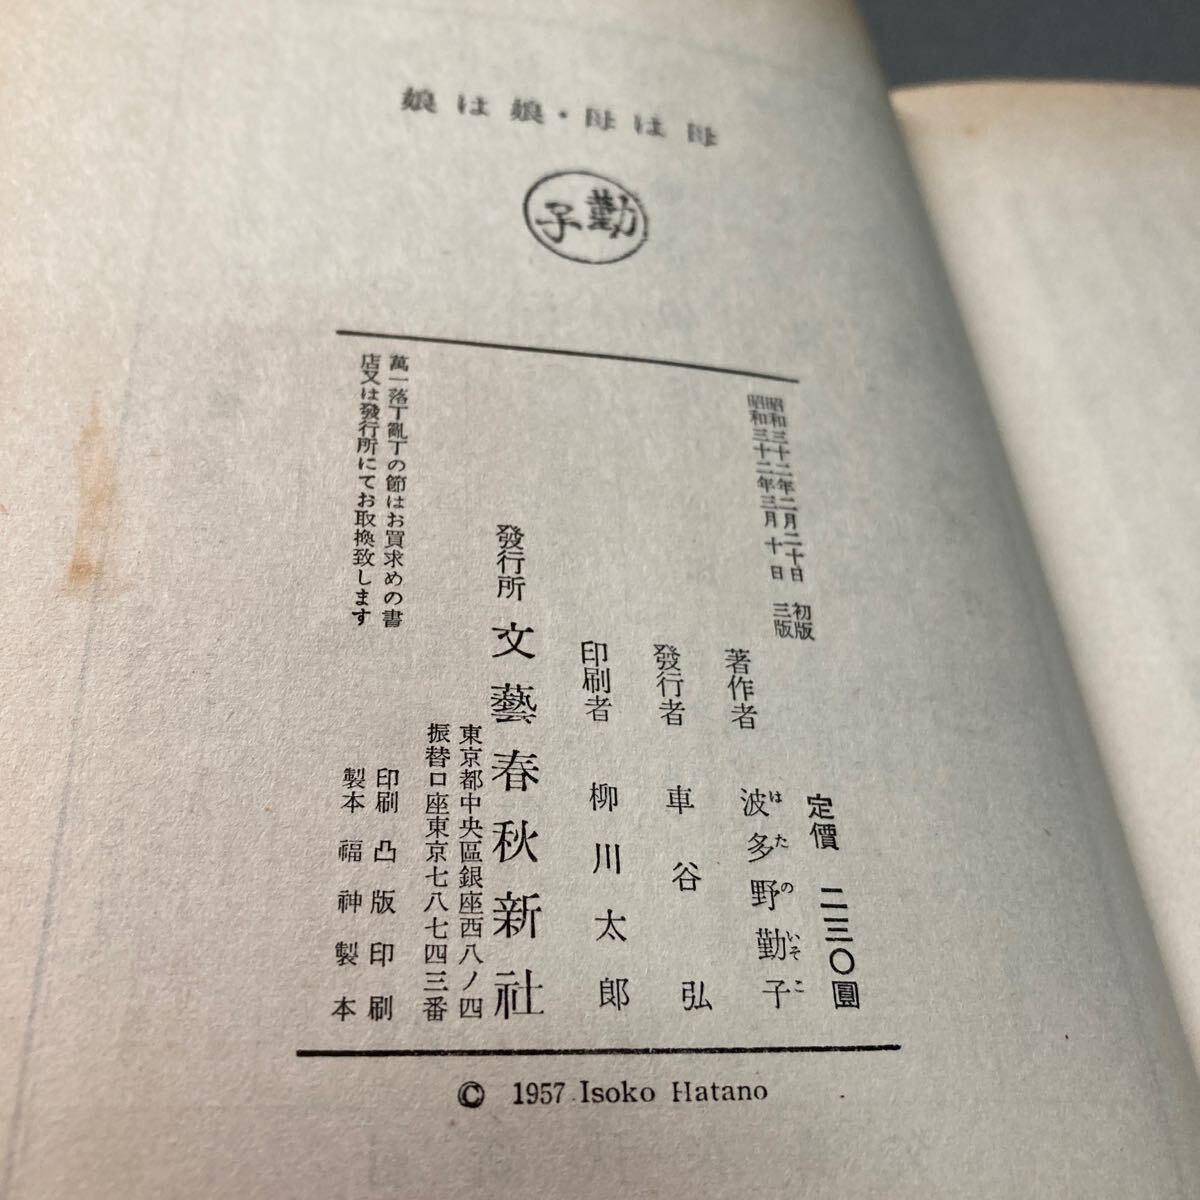 娘は娘・母は母
勤子
昭和三十二年二月二十日 初版
昭和三十二年三月十日 三版
定價 二三〇圓
著作者 波多野勤子
はたのいそこ
發行者 車谷弘
印刷者 柳川太郎
發行所 文藝春秋新社
東京都中央區銀座西八ノ四
振替口座東京七八七四三番
印刷 凸版印刷
製本 福神製本
萬一落丁亂丁の節はお買求めの書
店又は發行所にてお取換致します
© 1957 Isoko Hatano